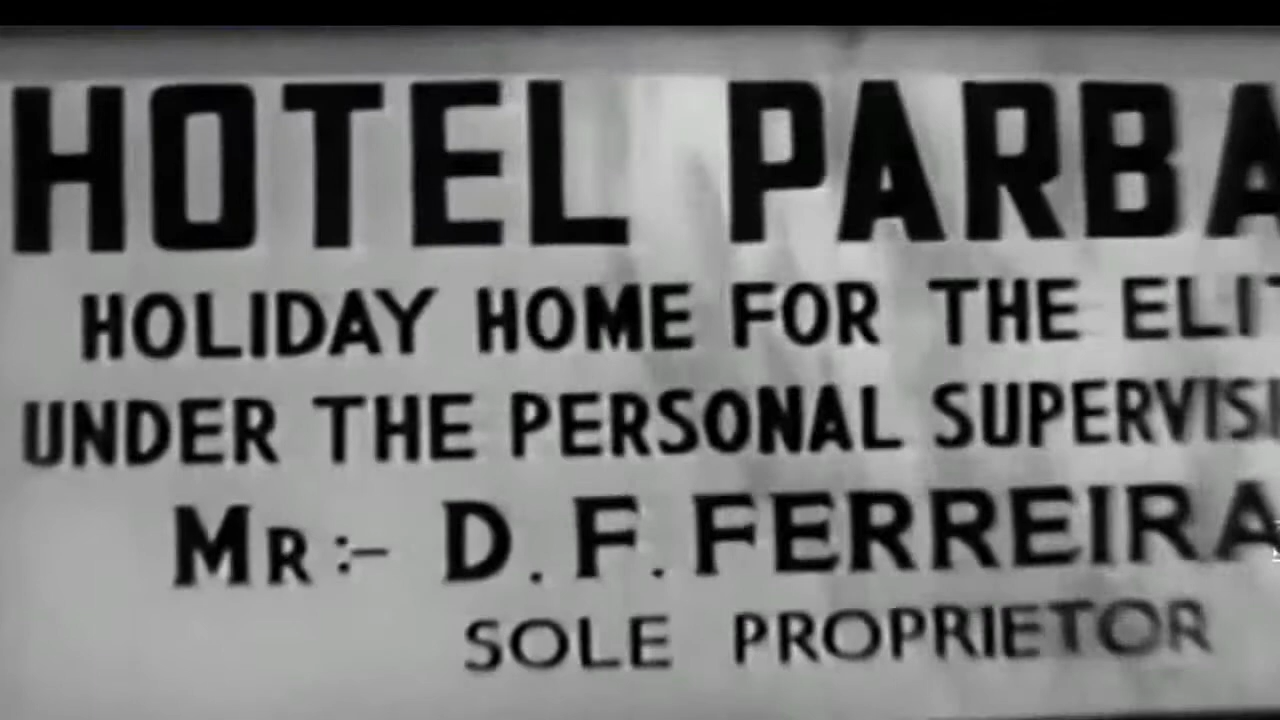 HOTEL PARBA
HOLIDAY HOME FOR THE ELIT
UNDER THE PERSONAL SUPERVISI
MR :- D. F. FERREIRA
SOLE PROPRIETOR